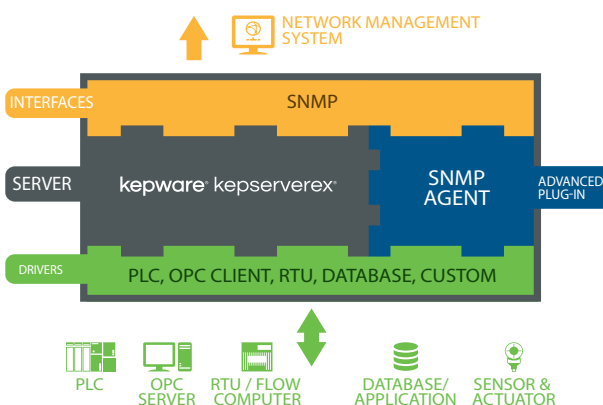 NETWORK MANAGEMENT
SYSTEM
INTERFACES
SNMP
SERVER
kepware® kepserverex®
SNMP
AGENT
ADVANCED
PLUG-IN
DRIVERS
PLC, OPC CLIENT, RTU, DATABASE, CUSTOM
PLC
OPC
SERVER
RTU / FLOW
COMPUTER
DATABASE/
APPLICATION
SENSOR &
ACTUATOR